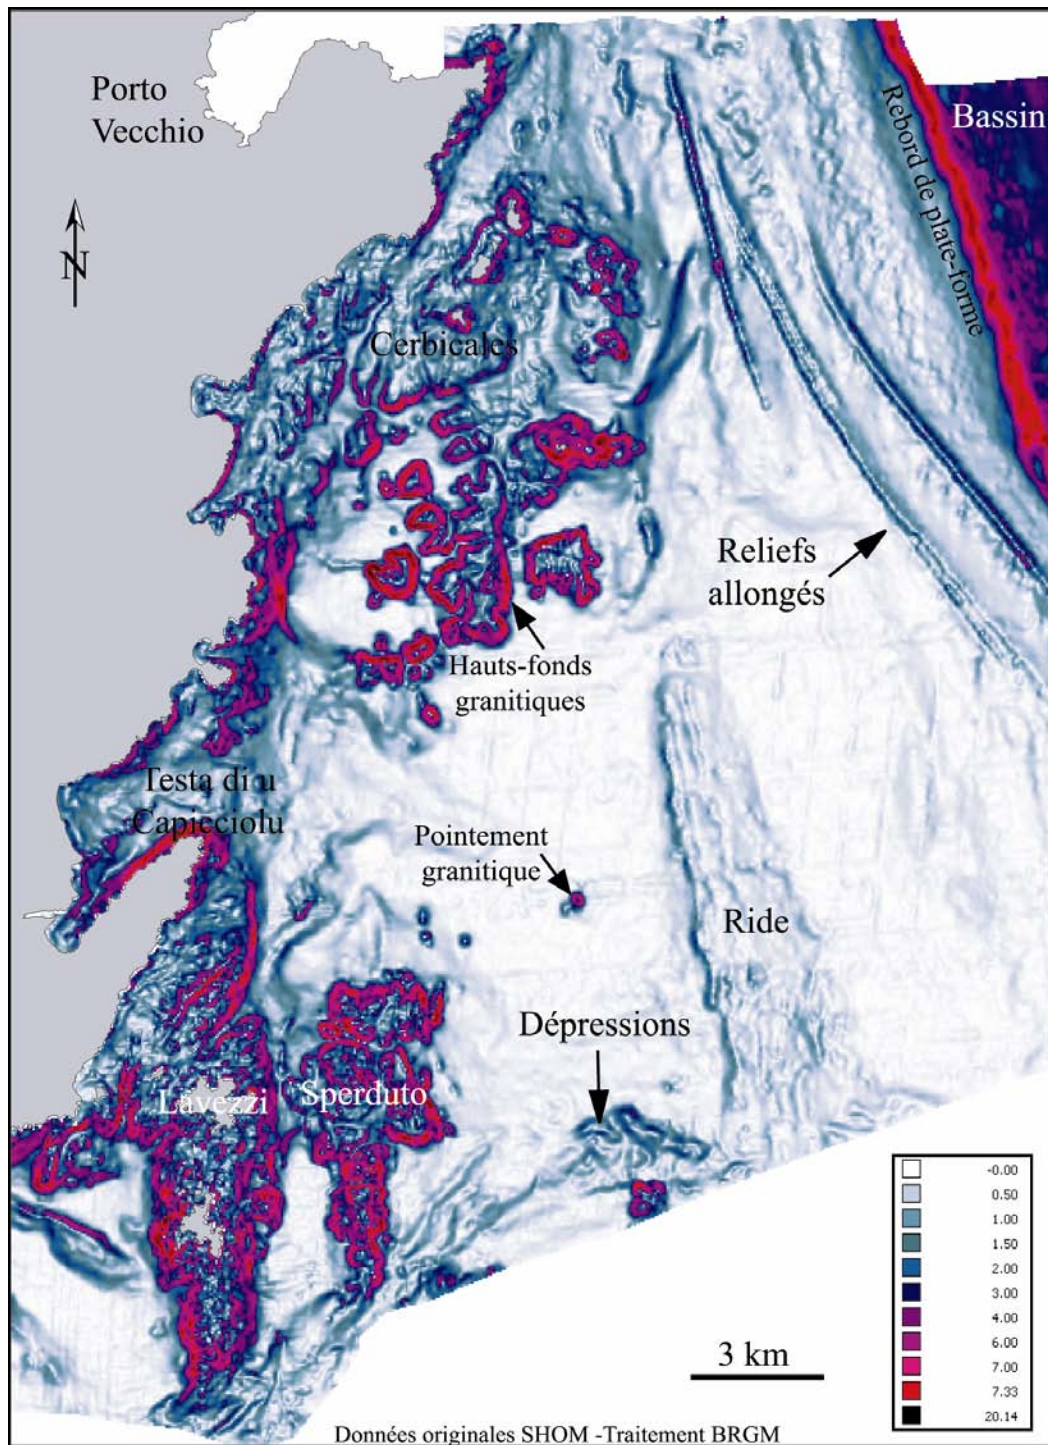 Porto
Vecchio
N
Bassin
Rebord de plate-forme
Cerbicales
Reliefs
allongés
Hauts-fonds
granitiques
Testa di u
Capicciolu
Pointement
granitique
Ride
Dépressions
Lavezzi
Sperduto
-0.00
0.50
1.00
1.50
2.00
3.00
4.00
6.00
7.00
7.33
20.14
3 km
Données originales SHOM -Traitement BRGM